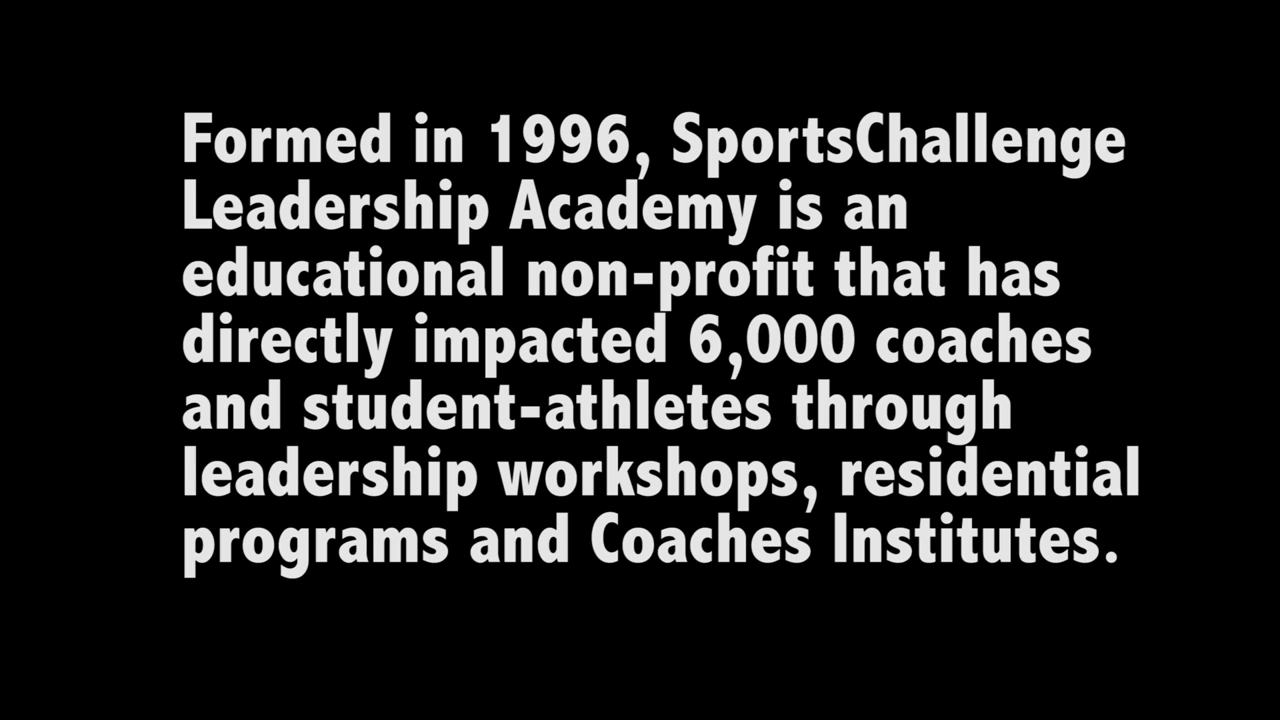 Formed in 1996, SportsChallenge
Leadership Academy is an
educational non-profit that has
directly impacted 6,000 coaches
and student-athletes through
leadership workshops, residential
programs and Coaches Institutes.